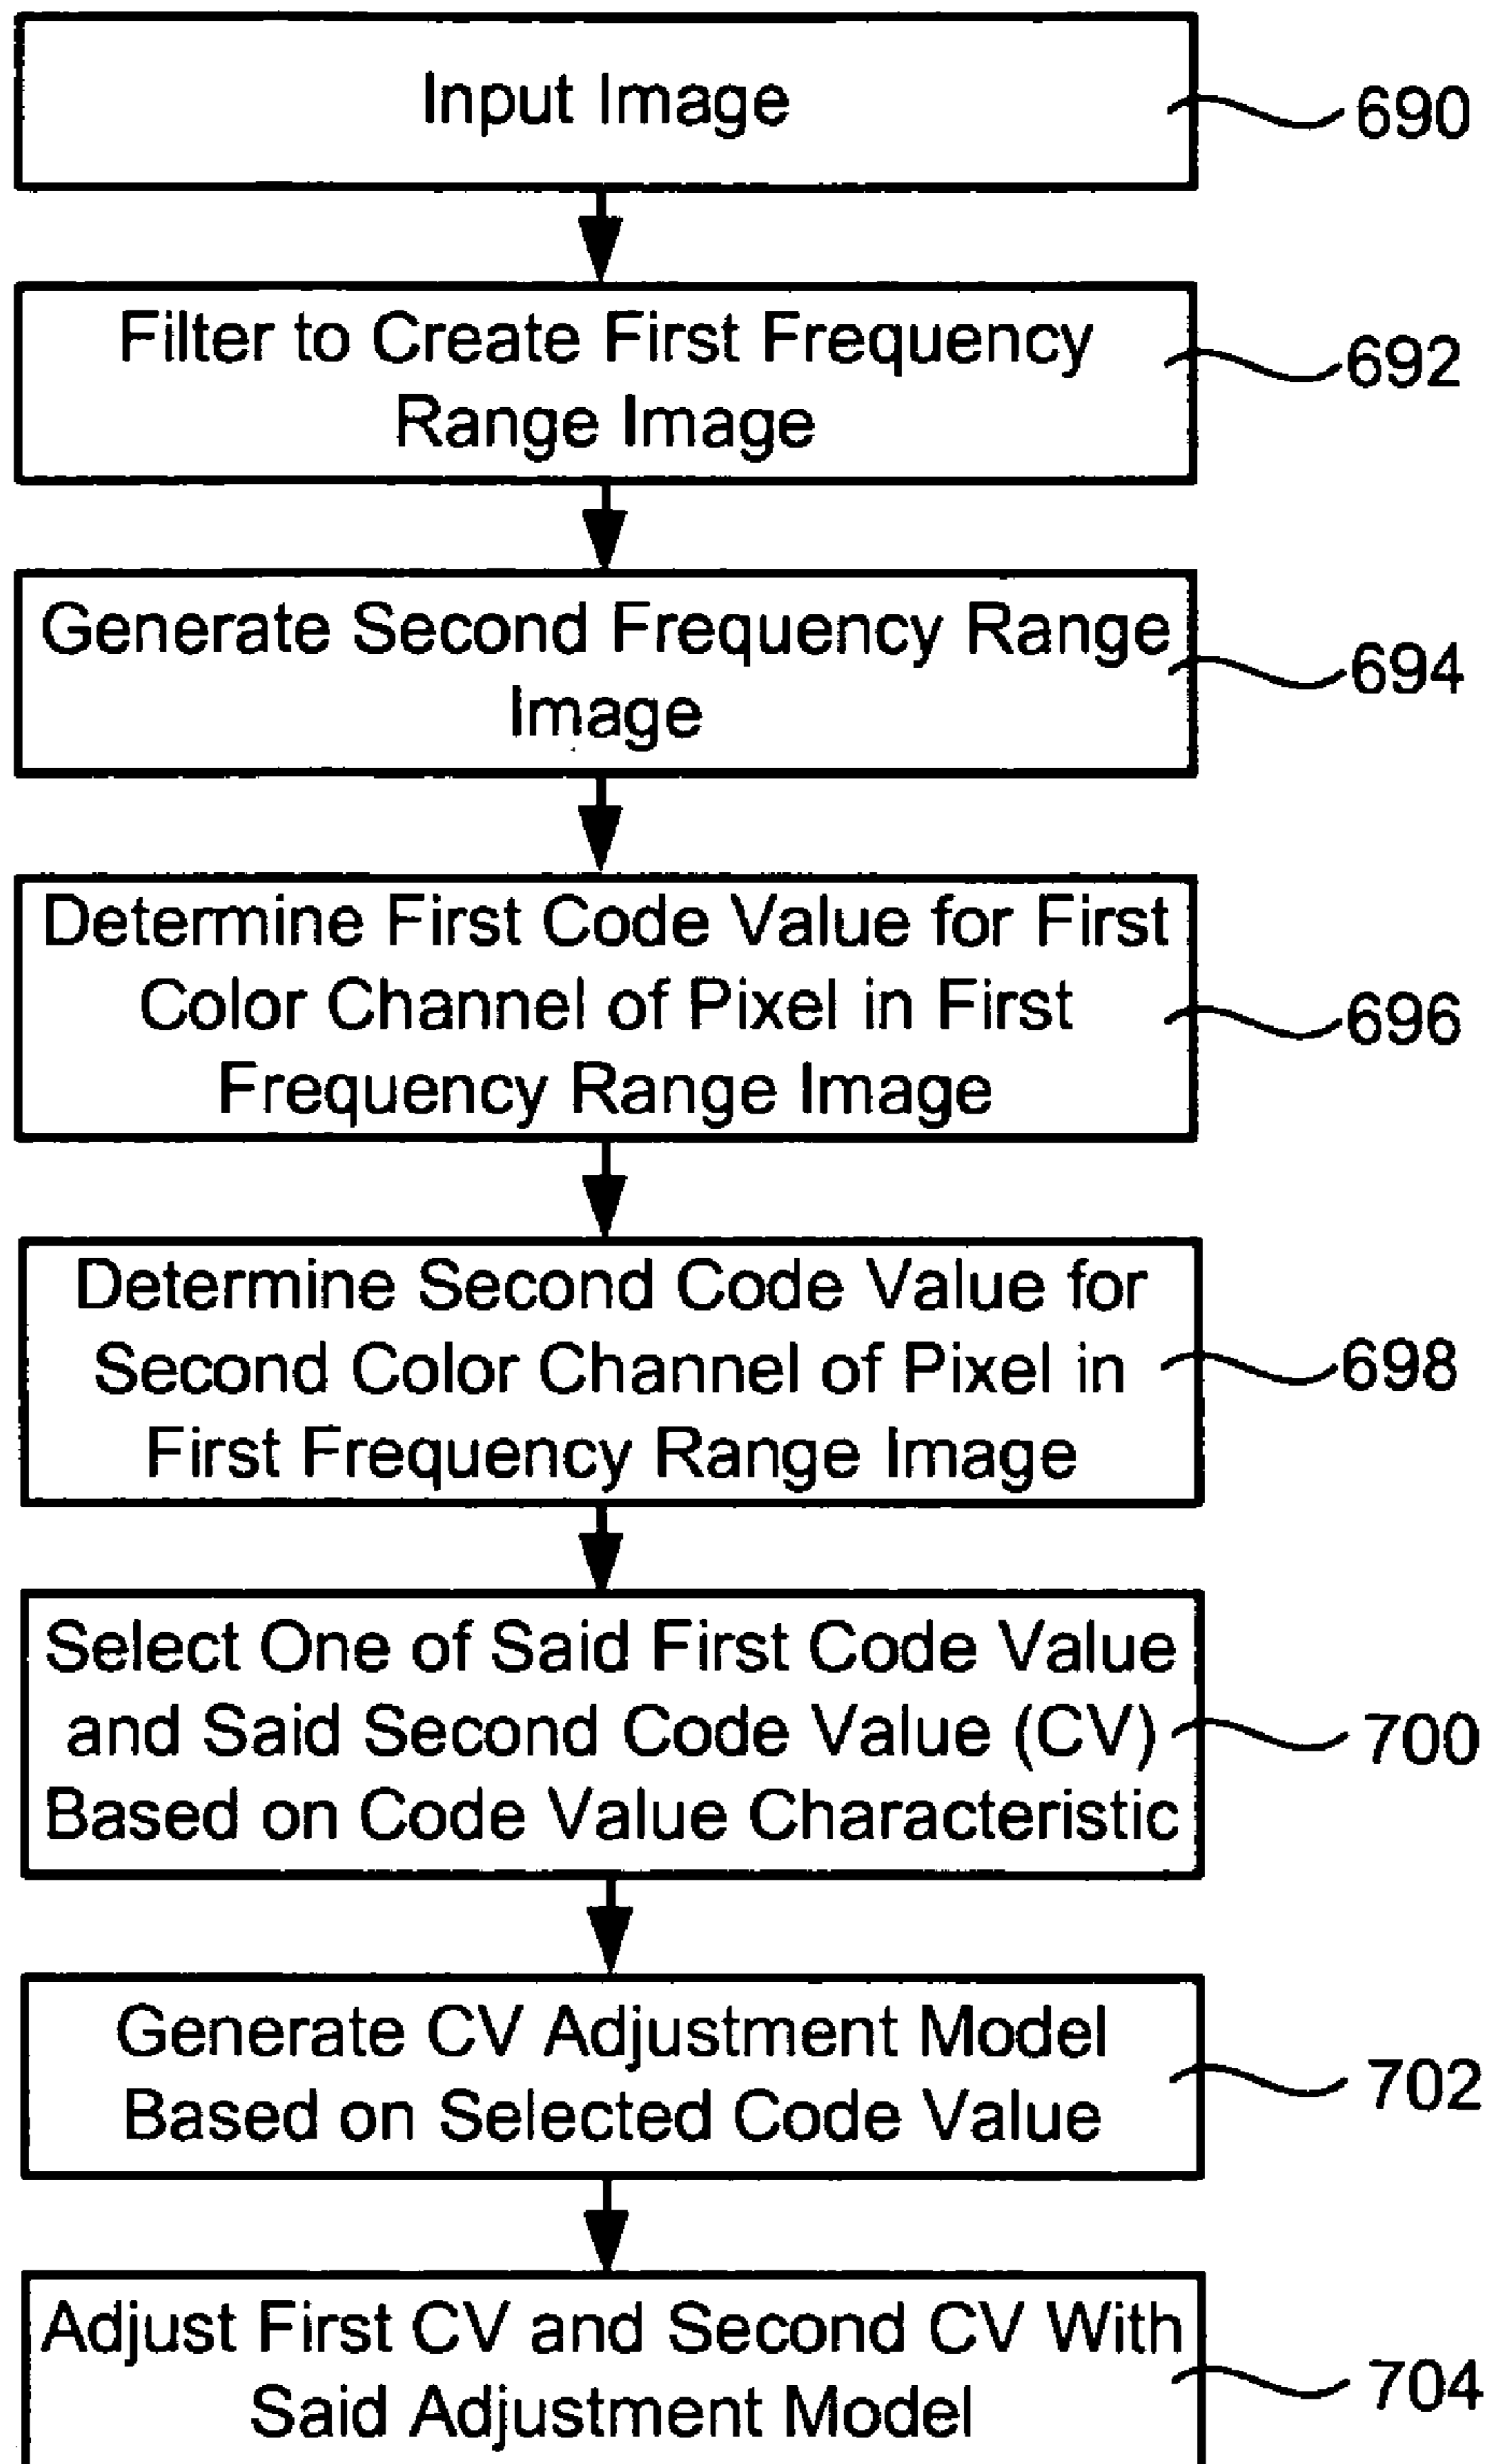 Input Image
690
Filter to Create First Frequency
Range Image
692
Generate Second Frequency Range
Image
694
Determine First Code Value for First
Color Channel of Pixel in First
Frequency Range Image
696
Determine Second Code Value for
Second Color Channel of Pixel in
First Frequency Range Image
698
Select One of Said First Code Value
and Said Second Code Value (CV)
Based on Code Value Characteristic
700
Generate CV Adjustment Model
Based on Selected Code Value
702
Adjust First CV and Second CV With
Said Adjustment Model
704